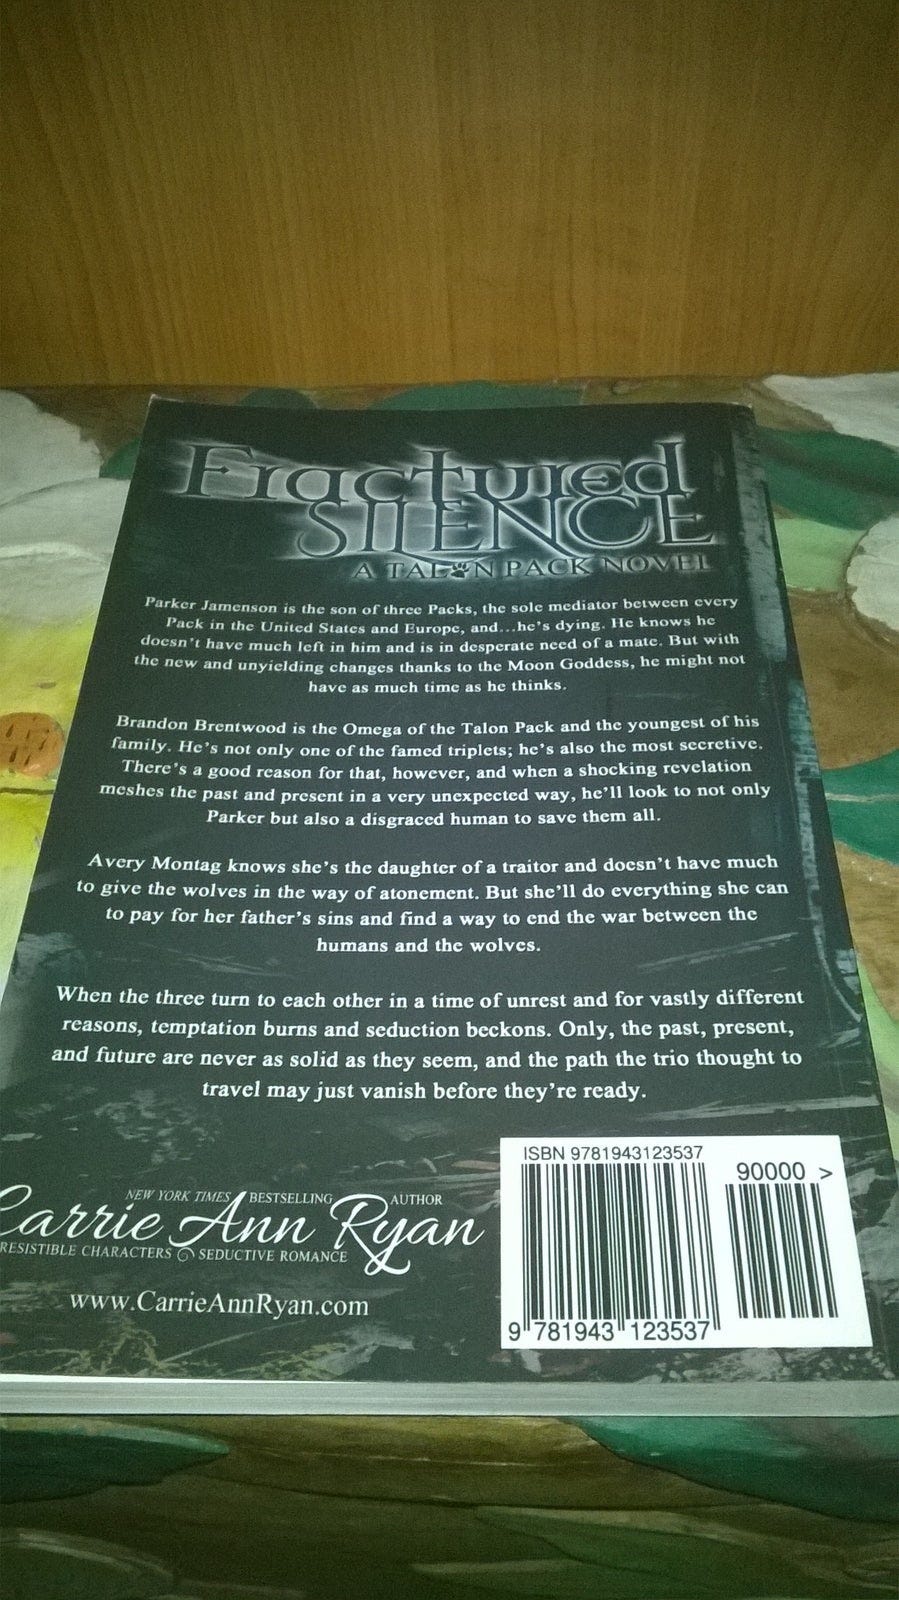 Fractured
SILENCE
A TALON PACK NOVEL
Parker Jamenson is the son of three Packs, the sole mediator between every
Pack in the United States and Europe, and...he's dying. He knows he
doesn't have much left in him and is in desperate need of a mate. But with
the new and unyielding changes thanks to the Moon Goddess, he might not
have as much time as he thinks.
Brandon Brentwood is the Omega of the Talon Pack and the youngest of his
family. He's not only one of the famed triplets; he's also the most secretive.
There's a good reason for that, however, and when a shocking revelation
meshes the past and present in a very unexpected way, he'll look to not only
Parker but also a disgraced human to save them all.
Avery Montag knows she's the daughter of a traitor and doesn't have much
to give the wolves in the way of atonement. But she'll do everything she can
to pay for her father's sins and find a way to end the war between the
humans and the wolves.
When the three turn to each other in a time of unrest and for vastly different
reasons, temptation burns and seduction beckons. Only, the past, present,
and future are never as solid as they seem, and the path the trio thought to
travel may just vanish before they're ready.
NEW YORK TIMES BESTSELLING AUTHOR
Carrie Ann Ryan
RESISTIBLE CHARACTERS SEDUCTIVE ROMANCE
www.CarrieAnnRyan.com
ISBN 9781943123537
90000 >
9 781943 123537